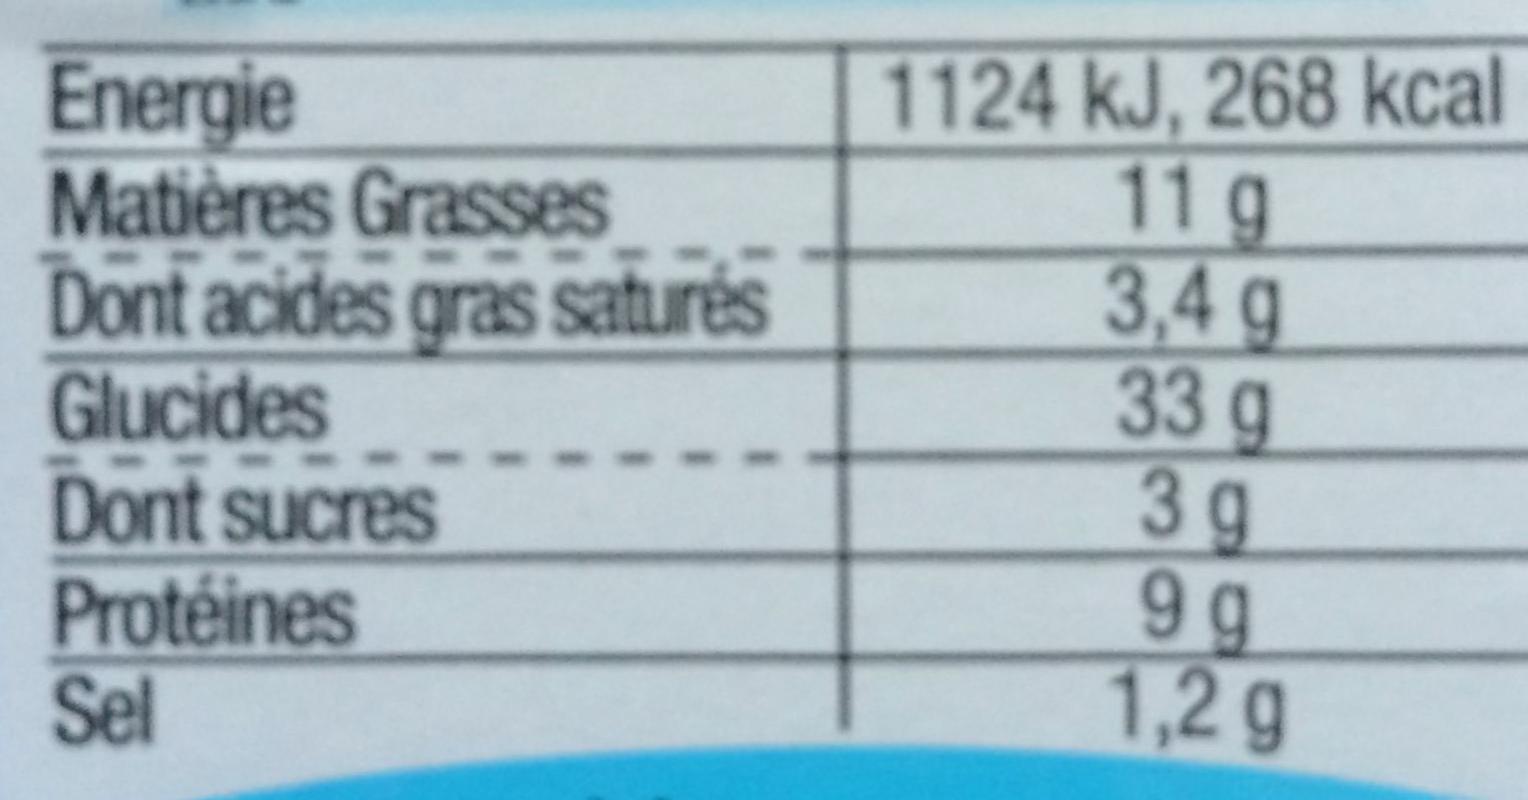 Energie 1124 kJ, 268 kcal
Matières Grasses 11 g
Dont acides gras saturés 3,4 g
Glucides 33 g
Dont sucres 3 g
Protéines 9 g
Sel 1,2 g